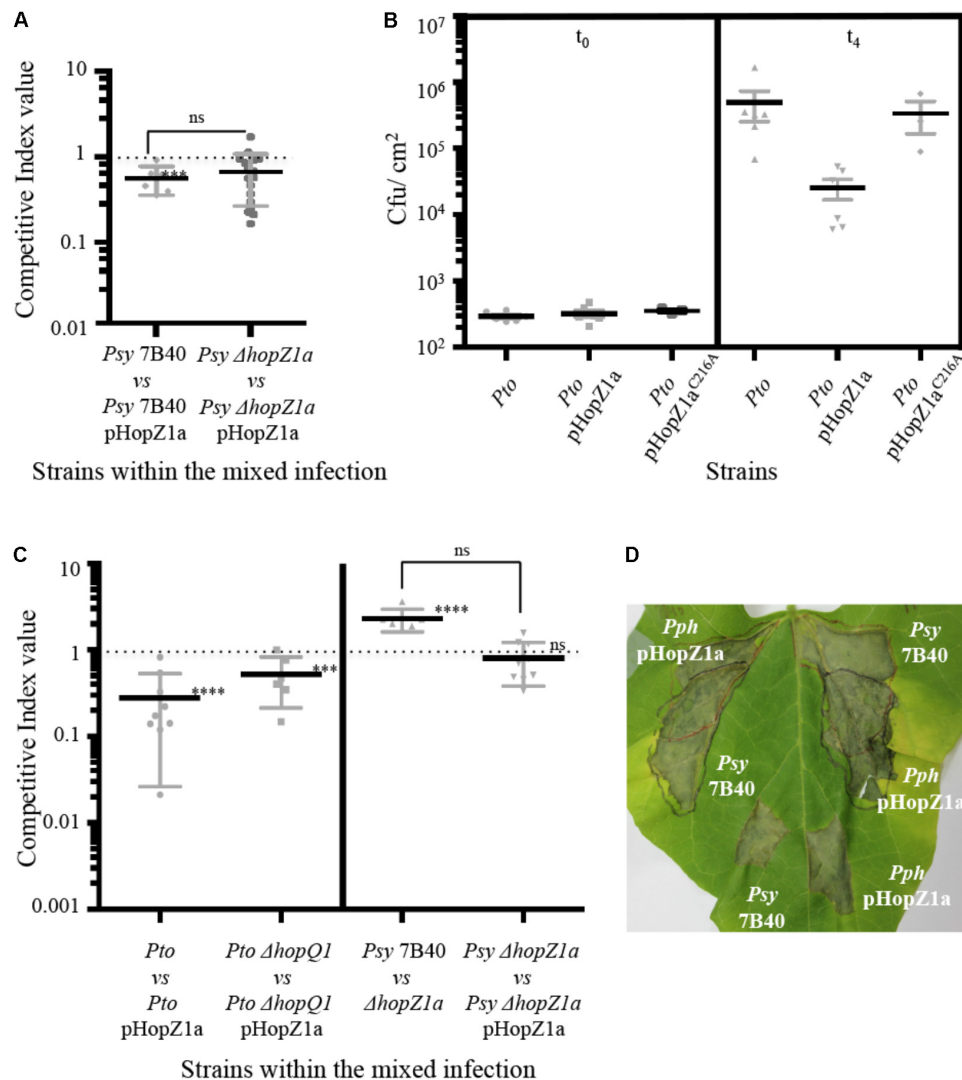 A
Competitive Index value
10
1
0.1
0.01
ns
***
Psy 7B40
vs
Psy 7B40
pHopZ1a
Psy ΔhopZ1a
vs
Psy ΔhopZ1a
pHopZ1a
Strains within the mixed infection
B
Cfu/ cm²
10⁷
10⁶
10⁵
10⁴
10³
10²
t₀
t₄
Pto
Pto
pHopZ1a
Pto
pHopZ1aC216A
Pto
Pto
pHopZ1a
Pto
pHopZ1aC216A
Strains
C
Competitive Index value
10
1
0.1
0.01
0.001
****
***
ns
****
ns
Pto
vs
Pto
pHopZ1a
Pto ΔhopQ1
vs
Pto ΔhopQ1
pHopZ1a
Psy 7B40
vs
ΔhopZ1a
Psy ΔhopZ1a
vs
Psy ΔhopZ1a
pHopZ1a
Strains within the mixed infection
D
Pph
pHopZ1a
Psy
7B40
Psy
7B40
Pph
pHopZ1a
Psy
7B40
Pph
pHopZ1a